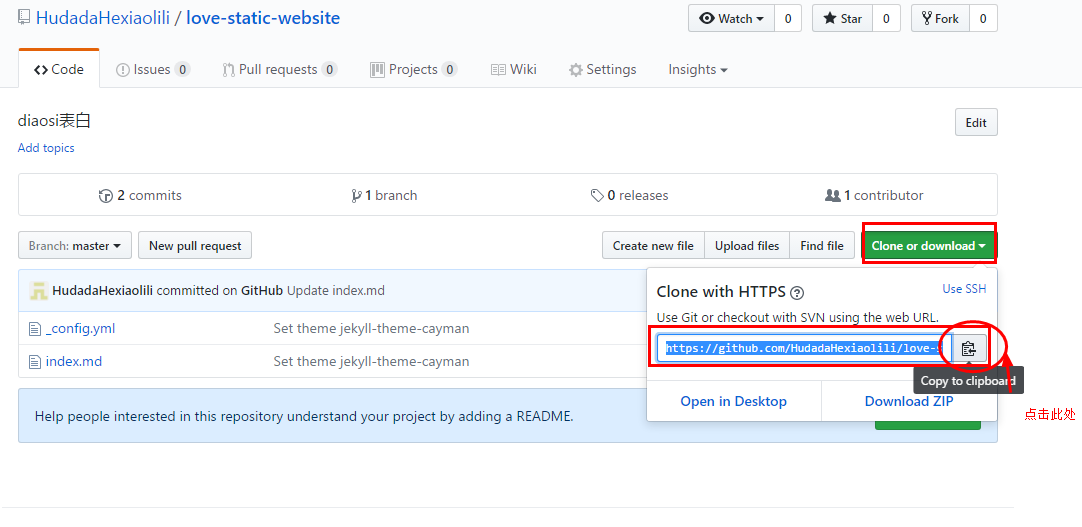 HudadaHexiaolili / love-static-website
Watch 0 Star 0 Fork 0
Code Issues 0 Pull requests 0 Projects 0 Wiki Settings Insights
diaosi表白
Edit
Add topics
2 commits 1 branch 0 releases 1 contributor
Branch: master New pull request Create new file Upload files Find file Clone or download
HudadaHexiaolili committed on GitHub Update index.md
Clone with HTTPS ? Use SSH
Use Git or checkout with SVN using the web URL.
_config.yml Set theme jekyll-theme-cayman
https://github.com/HudadaHexiaolili/love-s
index.md Set theme jekyll-theme-cayman
Copy to clipboard
Open in Desktop Download ZIP
Help people interested in this repository understand your project by adding a README.
点击此处